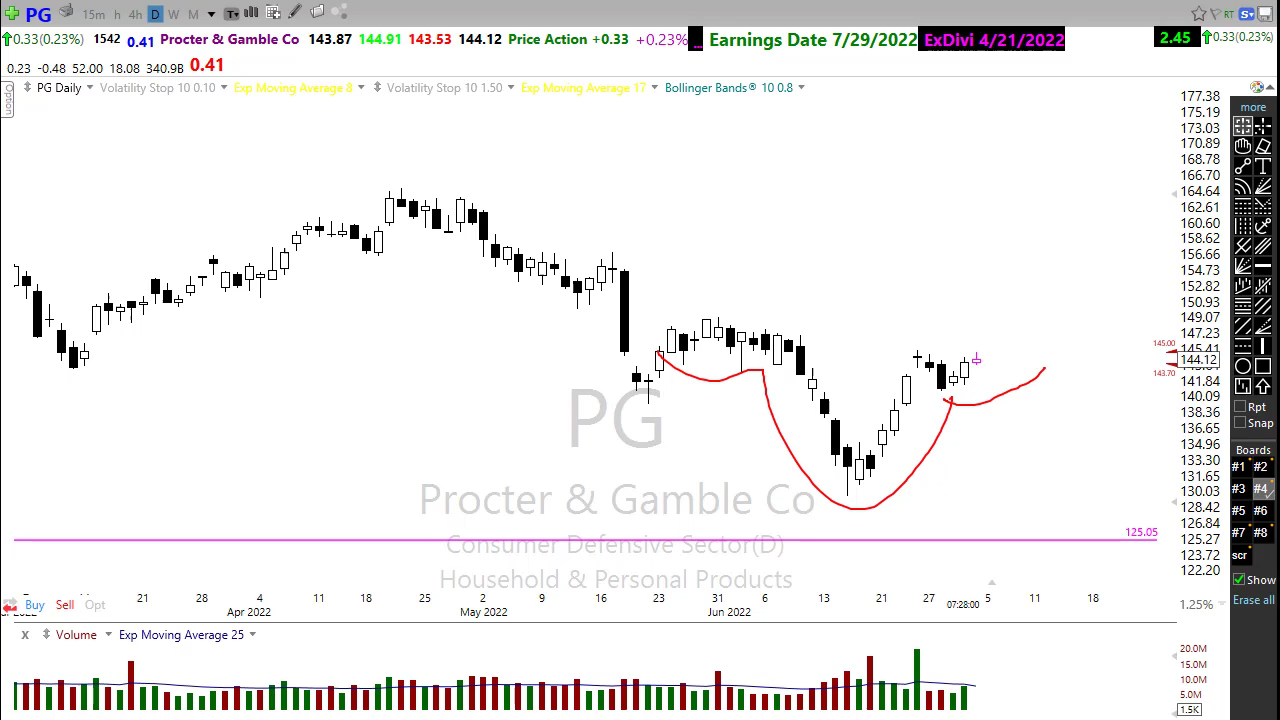 PG 15m h 4h D W M T RT S
0.33(0.23%) 1542 0.41 Procter & Gamble Co 143.87 144.91 143.53 144.12 Price Action +0.33 +0.23% ... Earnings Date 7/29/2022 ExDivi 4/21/2022 2.45 0.33(0.23%)
0.23 -0.48 52.00 18.08 340.9B 0.41
Option PG Daily Volatility Stop 10 0.10 Exp Moving Average 8 Volatility Stop 10 1.50 Exp Moving Average 17 Bollinger Bands® 10 0.8
177.38
175.19
173.03
170.89
168.78
166.70
164.64
162.61
160.60
158.62
156.66
154.73
152.82
150.93
149.07
147.23
145.00
145.41
144.12
143.70
141.84
140.09
138.36
136.65
134.96
133.30
131.65
130.03
128.42
126.84
125.27
123.72
122.20
PG
Procter & Gamble Co
Consumer Defensive Sector(D)
Household & Personal Products
125.05
more
T
Rpt
Snap
Boards
#1 #2
#3 #4
#5 #6
#7 #8
scr
Show
Erase all
14 21 28 4 11 18 25 2 9 16 23 6 13 21 27 07:28:00 5 11 18
2022 Apr 2022 May 2022 Jun 2022
Buy Sell Opt
1.25%
x Volume Exp Moving Average 25
20.0M
15.0M
10.0M
5.0M
1.5K